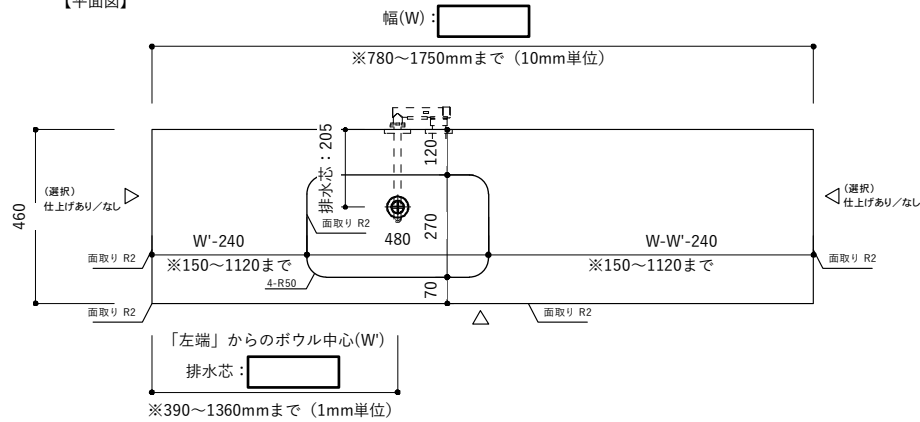 【平面図】
幅(W)：
※780～1750mmまで（10mm単位）
排水芯：205
120
460
(選択)
仕上げあり／なし
(選択)
仕上げあり／なし
面取り R2
480
270
W'-240
※150～1120まで
W-W'-240
※150～1120まで
面取り R2
面取り R2
4-R50
70
面取り R2
面取り R2
「左端」からのボウル中心(W')
排水芯：
※390～1360mmまで（1mm単位）